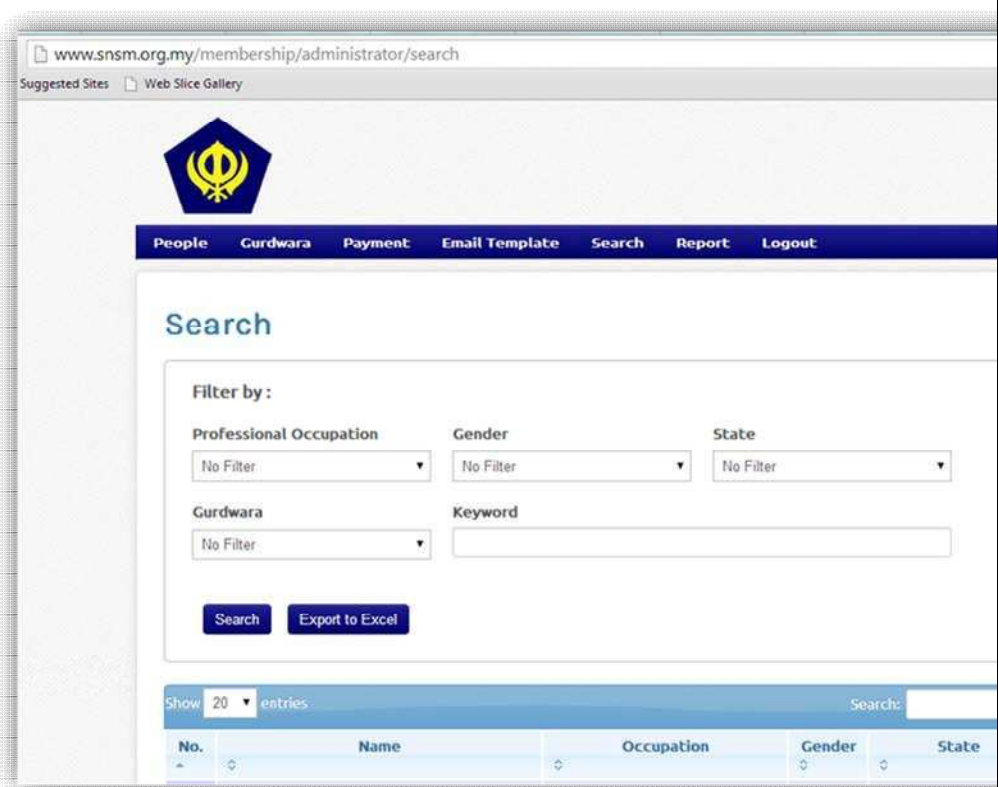 www.snsm.org.my/membership/administrator/search
Suggested Sites Web Slice Gallery
People Gurdwara Payment Email Template Search Report Logout
Search
Filter by :
Professional Occupation Gender State
No Filter No Filter No Filter
Gurdwara Keyword
No Filter
Search Export to Excel
Show 20 entries Search:
No. Name Occupation Gender State